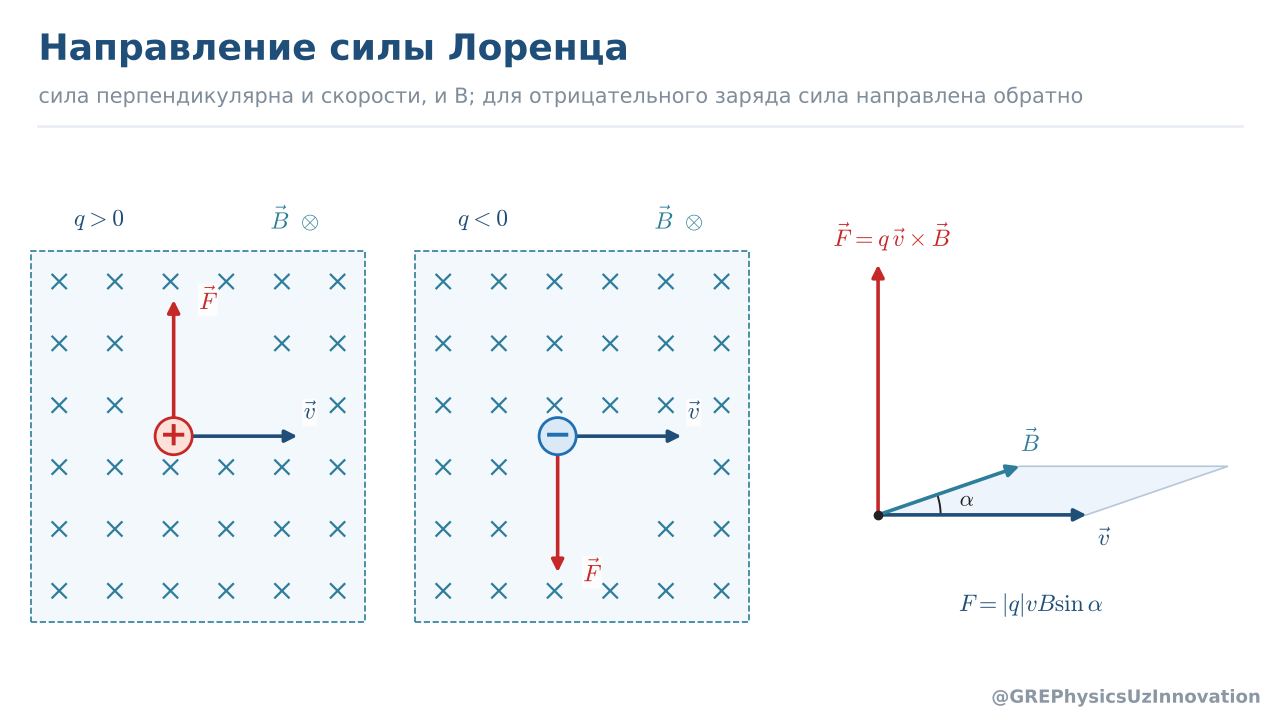 Направление силы Лоренца
сила перпендикулярна и скорости, и B; для отрицательного заряда сила направлена обратно
q > 0
B⃗ ⊗
F⃗
v⃗
+
q < 0
B⃗ ⊗
v⃗
−
F⃗
F⃗ = q v⃗ × B⃗
B⃗
α
v⃗
F = |q|vB sin α
@GREPhysicsUzInnovation